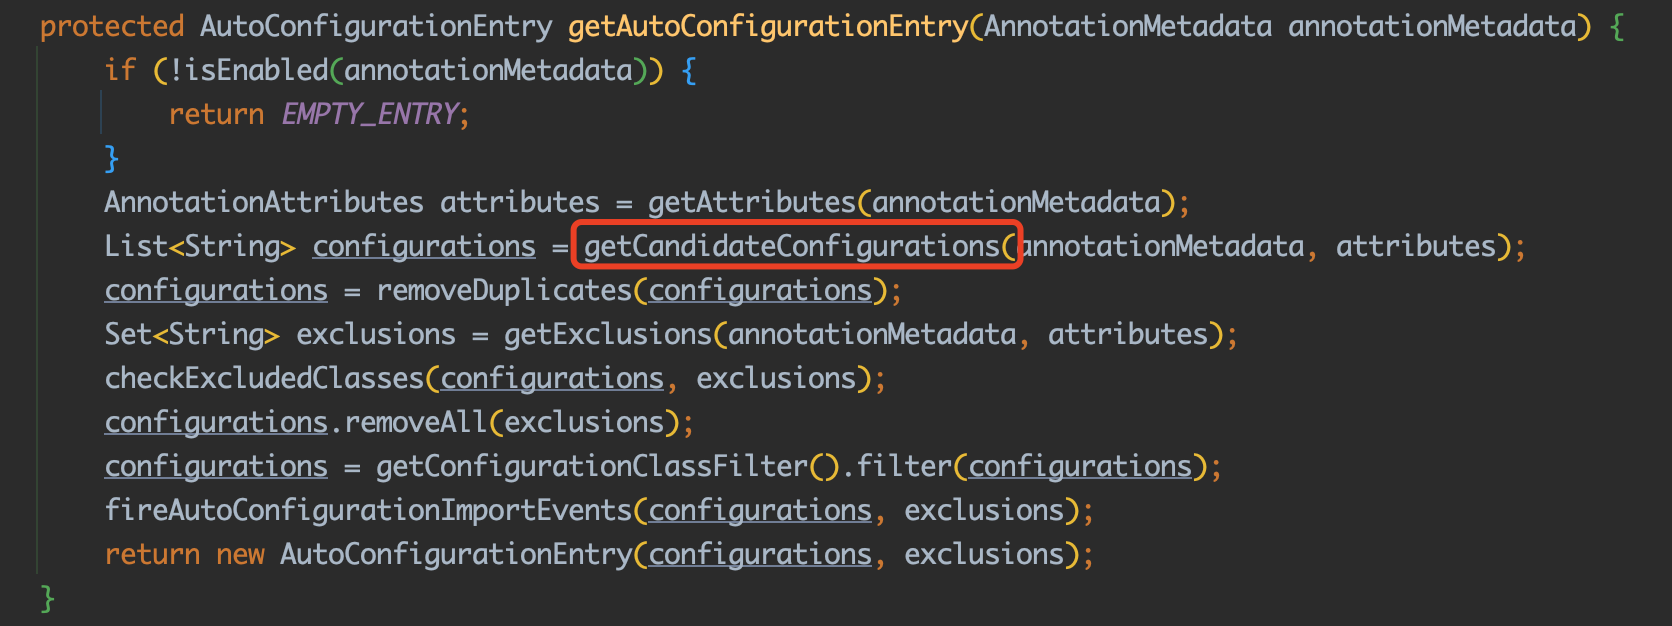 protected AutoConfigurationEntry getAutoConfigurationEntry(AnnotationMetadata annotationMetadata) {
if (!isEnabled(annotationMetadata)) {
return EMPTY_ENTRY;
}
AnnotationAttributes attributes = getAttributes(annotationMetadata);
List<String> configurations = getCandidateConfigurations(annotationMetadata, attributes);
configurations = removeDuplicates(configurations);
Set<String> exclusions = getExclusions(annotationMetadata, attributes);
checkExcludedClasses(configurations, exclusions);
configurations.removeAll(exclusions);
configurations = getConfigurationClassFilter().filter(configurations);
fireAutoConfigurationImportEvents(configurations, exclusions);
return new AutoConfigurationEntry(configurations, exclusions);
}